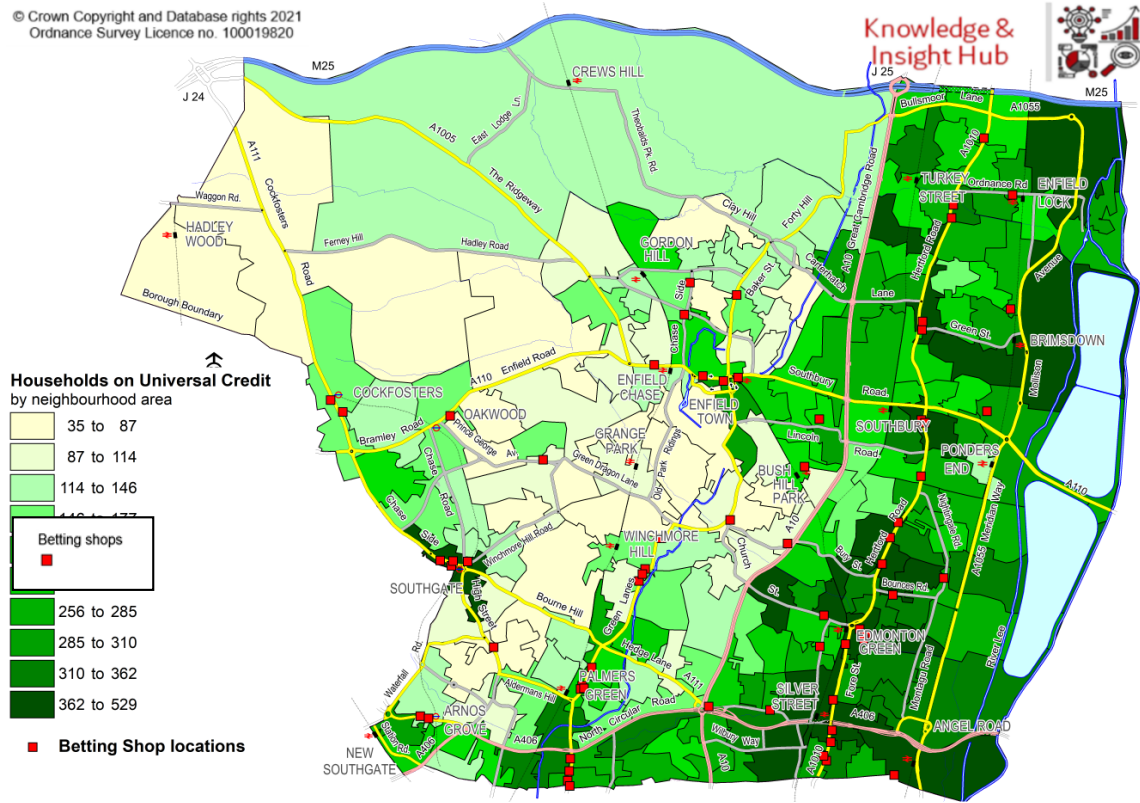 © Crown Copyright and Database rights 2021
Ordnance Survey Licence no. 100019820
Knowledge &
Insight Hub
M25
J 24
J 25
M25
CREWS HILL
Bullsmoor Lane
A1055
East Lodge Ln.
A1005
Theobalds Pk. Rd.
A1010
A111
The Ridgeway
A10 Great Cambridge Road
TURKEY
STREET
Ordnance Rd
ENFIELD
LOCK
Waggon Rd.
Cockfosters
Road
Clay Hill
Forty Hill
HADLEY
WOOD
Ferney Hill
Hadley Road
GORDON
HILL
Hertford Road
Carterhatch
Lane
Avenue
Baker St.
Side
Chase
Borough Boundary
Green St.
BRIMSDOWN
Mollison
Households on Universal Credit
by neighbourhood area
35 to 87
87 to 114
114 to 146
Betting shops
256 to 285
285 to 310
310 to 362
362 to 529
Betting Shop locations
COCKFOSTERS
A110
Enfield Road
ENFIELD
CHASE
ENFIELD
TOWN
Southbury
Road.
SOUTHBURY
OAKWOOD
Bramley Road
Prince George
Av.
GRANGE
PARK
Green Dragon Lane
Old Park Ridings
Lincoln
Road.
PONDERS
END
A110
Chase
Road
BUSH
HILL
PARK
A10
Chase
Side
Winchmore Hill Road
WINCHMORE
HILL
Church
St.
Bury
St.
Hertford
Road
Nightingale Rd.
A1055 Meridian Way
SOUTHGATE
High Street
Bourne Hill
Green Lanes
Bounces Rd.
EDMONTON
GREEN
River Lee
Hedge Lane
A111
Fore St.
Montagu Road
Waterfall
Rd.
Aldermans Hill
PALMERS
GREEN
SILVER
STREET
ARNOS
GROVE
North Circular Road
A406
ANGEL ROAD
Station Rd.
A406
A406
Wilbury Way
A10
A1010
NEW
SOUTHGATE